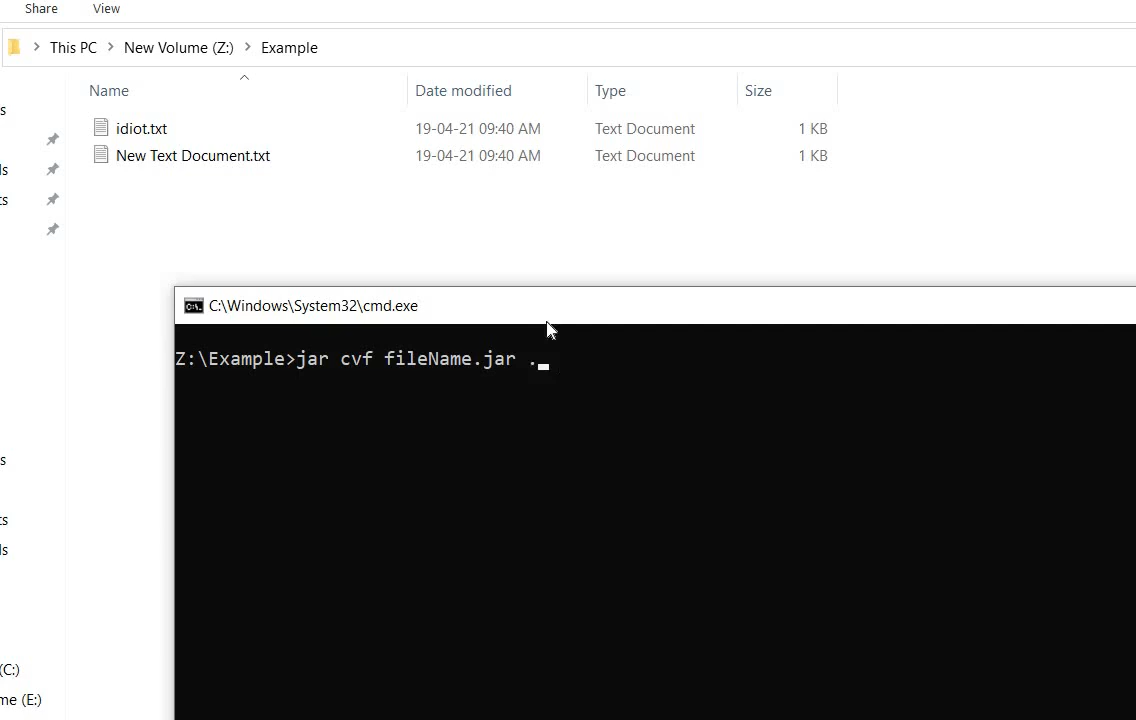 Share View
This PC New Volume (Z:) Example
Name Date modified Type Size
idiot.txt 19-04-21 09:40 AM Text Document 1 KB
New Text Document.txt 19-04-21 09:40 AM Text Document 1 KB
C:\Windows\System32\cmd.exe
Z:\Example>jar cvf fileName.jar .
(C:)
(E:)